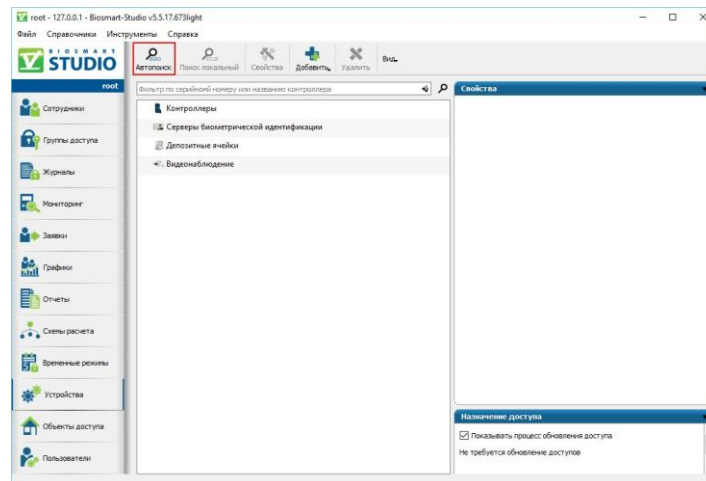 root - 127.0.0.1 - Biosmart-Studio v5.5.17.673light
Файл Справочники Инструменты Справка
BIOSMART
STUDIO
Автопоиск Поиск локальный Свойства Добавить Удалить Вид
root
Фильтр по серийному номеру или названию контроллера
Свойства
Сотрудники
Группы доступа
Журналы
Мониторинг
Заявки
Графики
Отчеты
Схемы расчета
Временные режимы
Устройства
Объекты доступа
Пользователи
Контроллеры
Серверы биометрической идентификации
Депозитные ячейки
Видеонаблюдение
Назначение доступа
Показывать процесс обновления доступа
Не требуется обновление доступов